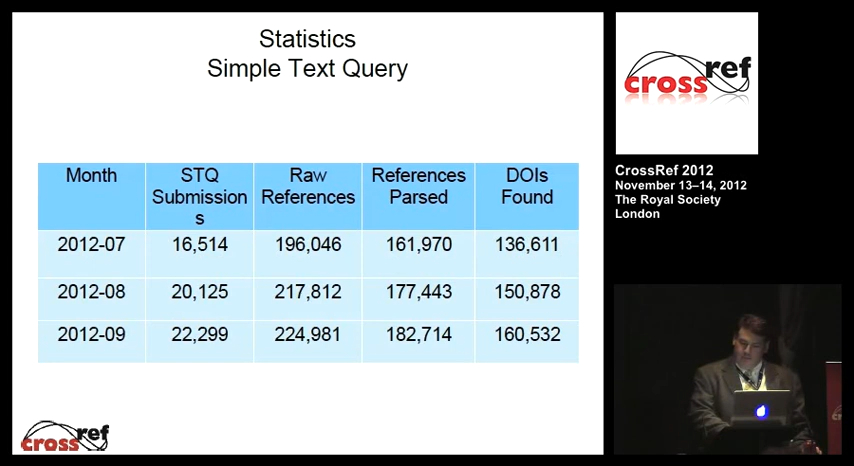 Statistics
Simple Text Query
Month STQ Submissions Raw References References Parsed DOIs Found
2012-07 16,514 196,046 161,970 136,611
2012-08 20,125 217,812 177,443 150,878
2012-09 22,299 224,981 182,714 160,532
crossref
crossref
CrossRef 2012
November 13–14, 2012
The Royal Society
London